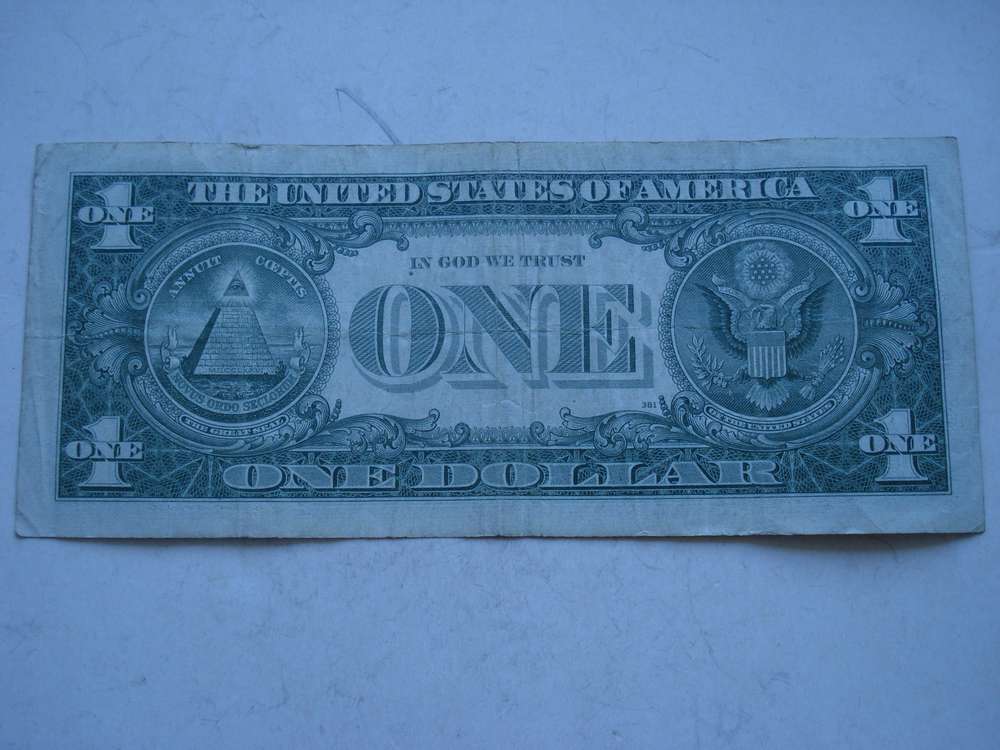 THE UNITED STATES OF AMERICA
1
ONE
1
ONE
ANNUIT CŒPTIS
IN GOD WE TRUST
ONE
NOVUS ORDO SECLORUM
THE GREAT SEAL
OF THE UNITED STATES
381
1
ONE
1
ONE
ONE DOLLAR